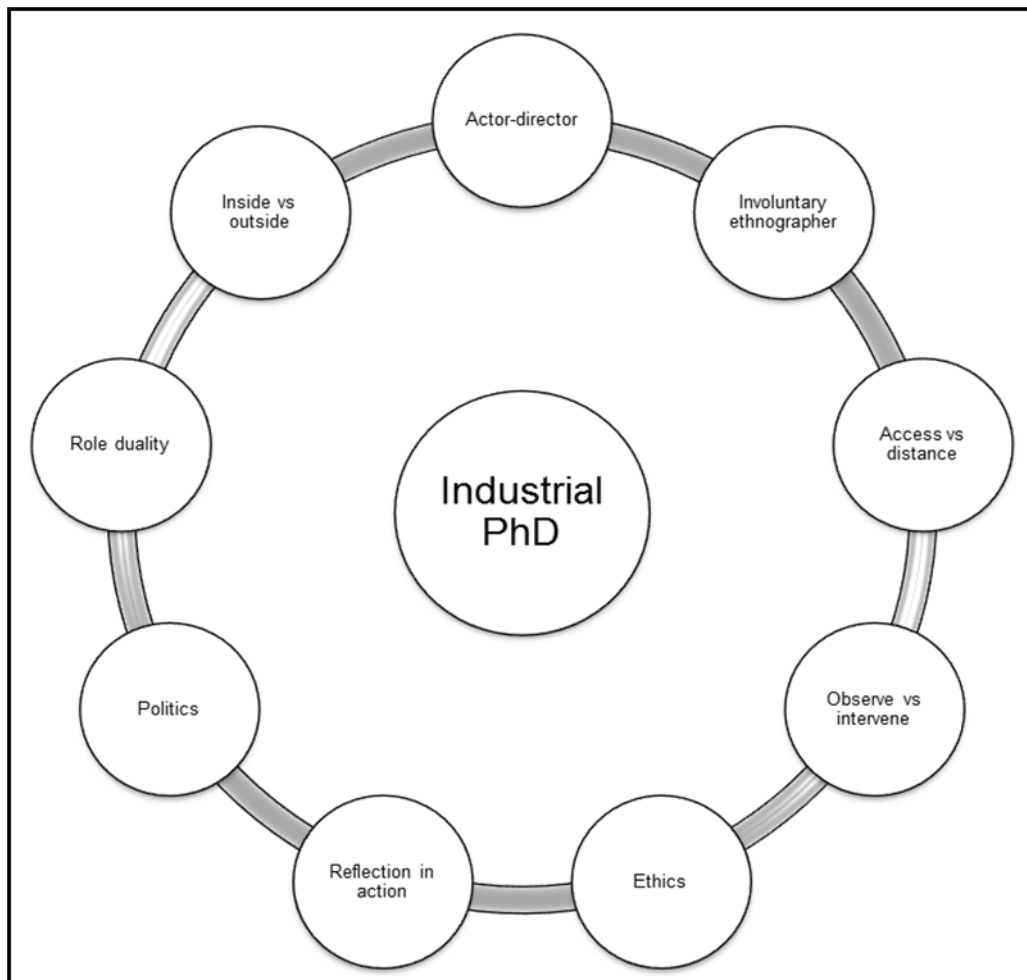 Actor-director
Involuntary
ethnographer
Access vs
distance
Observe vs
intervene
Ethics
Reflection in
action
Politics
Role duality
Inside vs
outside
Industrial
PhD